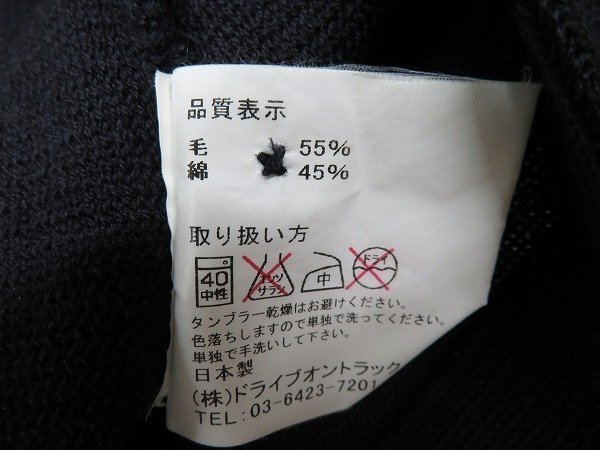 品質表示
毛 55%
綿 45%
取り扱い方
40 中性 エンソ サラシ 中 ドライ
タンブラー乾燥はお避けください。
色落ちしますので単独で洗ってください。
単独で手洗いして下さい。
日本製
(株)ドライブオントラック
TEL: 03-6423-7201